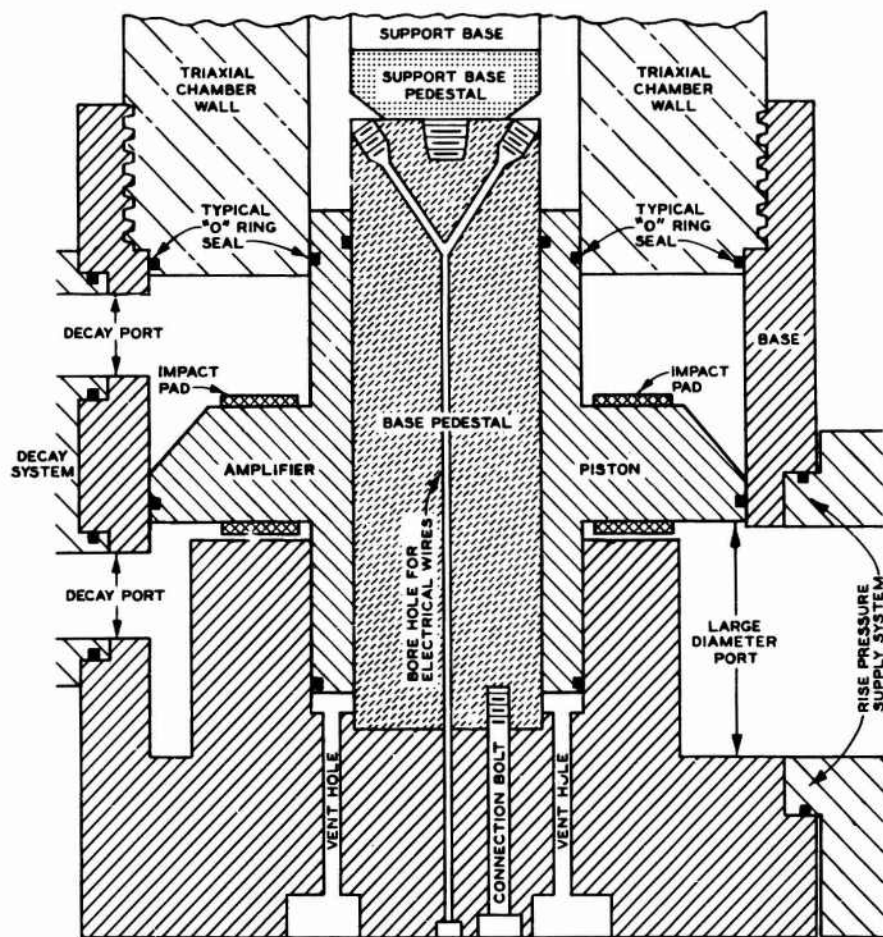 SUPPORT BASE
SUPPORT BASE
PEDESTAL
TRIAXIAL
CHAMBER
WALL
TRIAXIAL
CHAMBER
WALL
TYPICAL
"O" RING
SEAL
TYPICAL
"O" RING
SEAL
DECAY PORT
BASE
IMPACT
PAD
IMPACT
PAD
BASE PEDESTAL
DECAY
SYSTEM
AMPLIFIER
PISTON
BORE HOLE FOR
ELECTRICAL WIRES
DECAY PORT
LARGE
DIAMETER
PORT
RISE PRESSURE
SUPPLY SYSTEM
VENT HOLE
CONNECTION BOLT
VENT HOLE